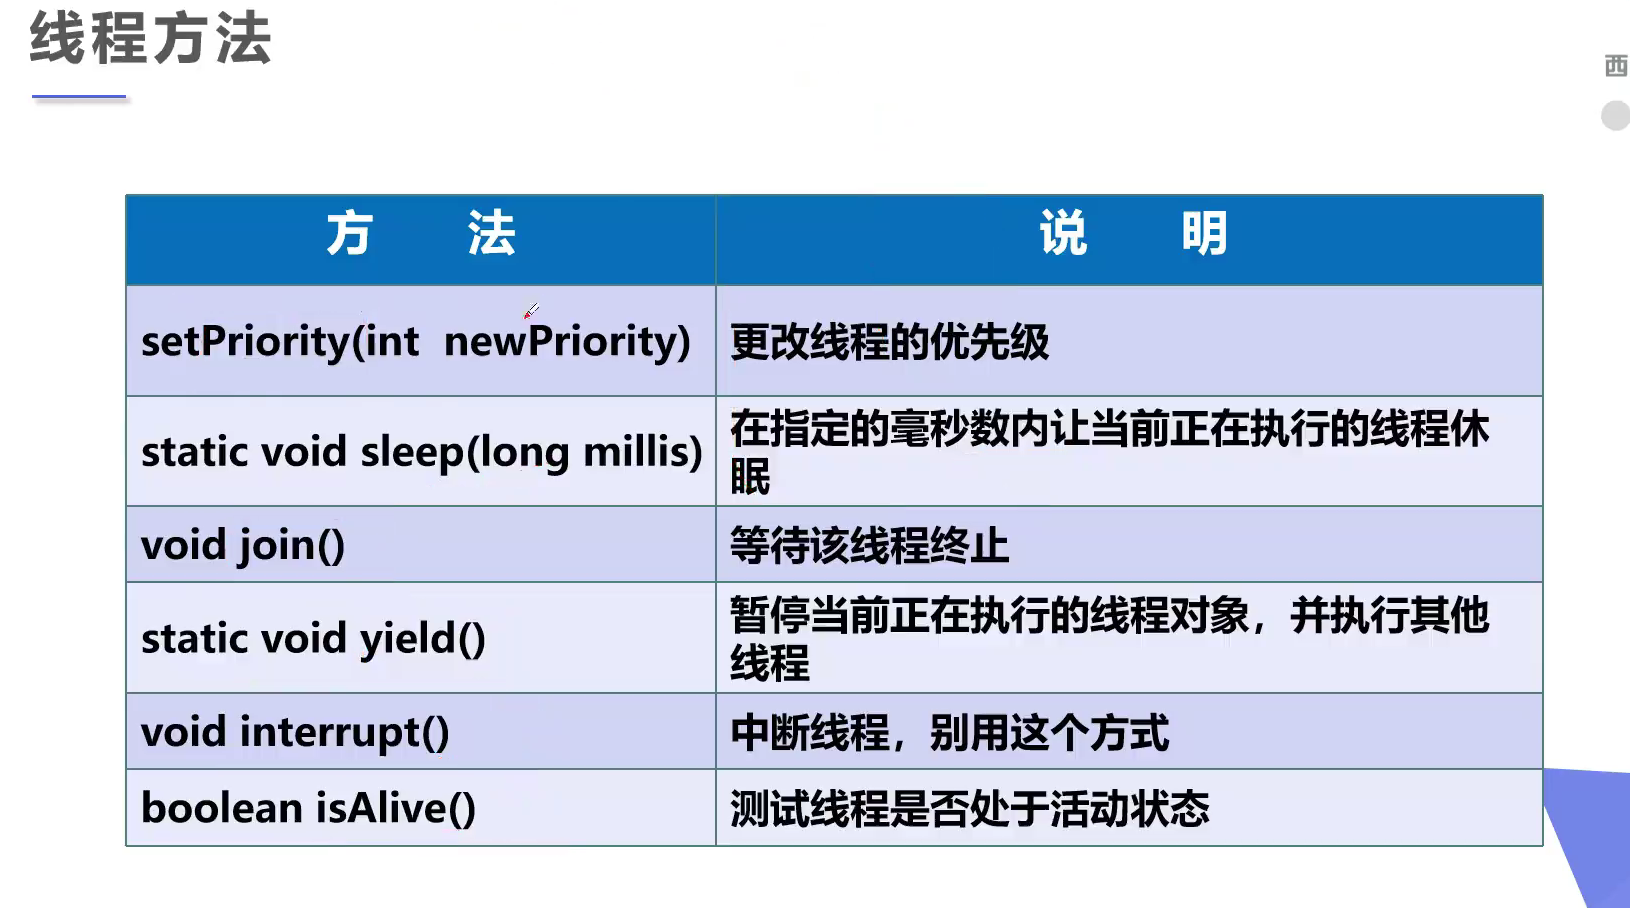 线程方法
西
方 法
说 明
setPriority(int newPriority)
更改线程的优先级
static void sleep(long millis)
在指定的毫秒数内让当前正在执行的线程休
眠
void join()
等待该线程终止
static void yield()
暂停当前正在执行的线程对象，并执行其他
线程
void interrupt()
中断线程，别用这个方式
boolean isAlive()
测试线程是否处于活动状态